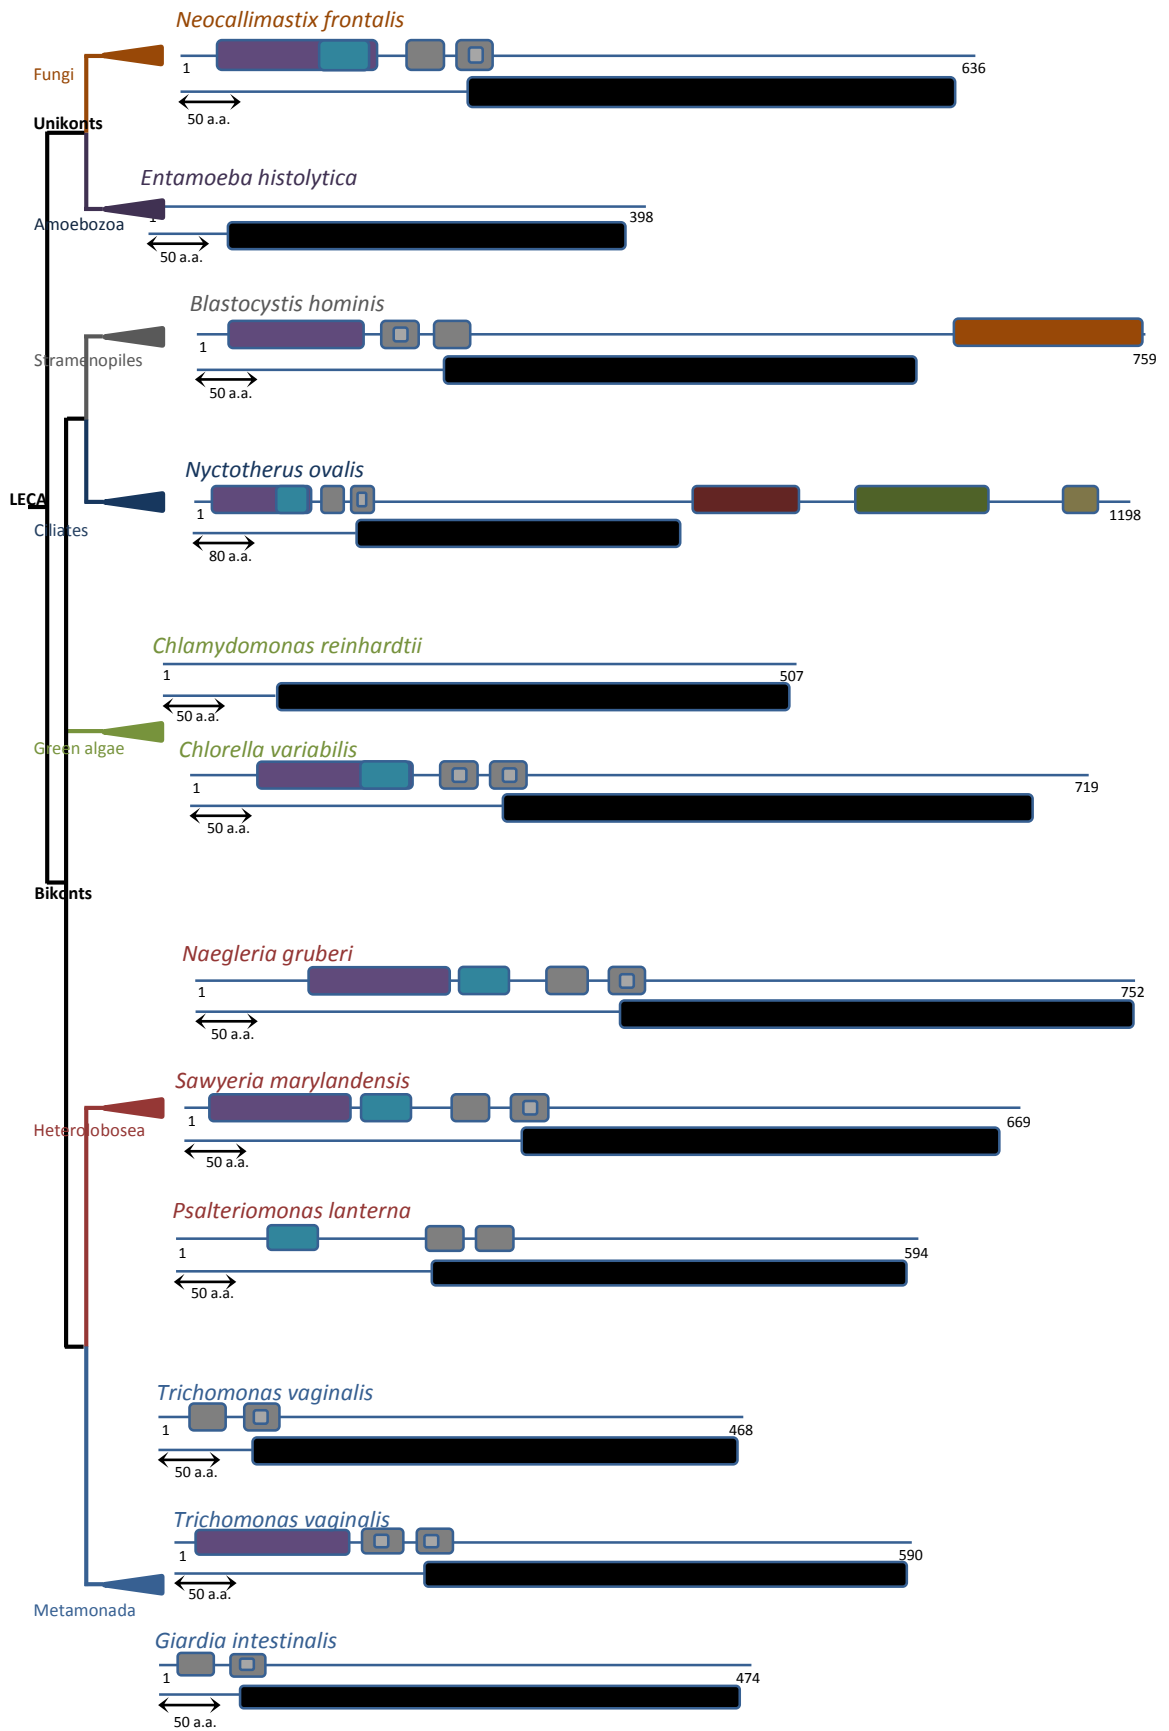 Neocallimastix frontalis
1
636
Fungi
50 a.a.
Unikonts
Entamoeba histolytica
1
398
Amoebozoa
50 a.a.
Blastocystis hominis
1
759
Stramenopiles
50 a.a.
Nyctotherus ovalis
LECA
1
1198
Ciliates
80 a.a.
Chlamydomonas reinhardtii
1
507
50 a.a.
Green algae
Chlorella variabilis
1
719
50 a.a.
Bikonts
Naegleria gruberi
1
752
50 a.a.
Sawyeria marylandensis
1
669
Heterolobosea
50 a.a.
Psalteriomonas lanterna
1
594
50 a.a.
Trichomonas vaginalis
1
468
50 a.a.
Trichomonas vaginalis
1
590
50 a.a.
Metamonada
Giardia intestinalis
1
474
50 a.a.